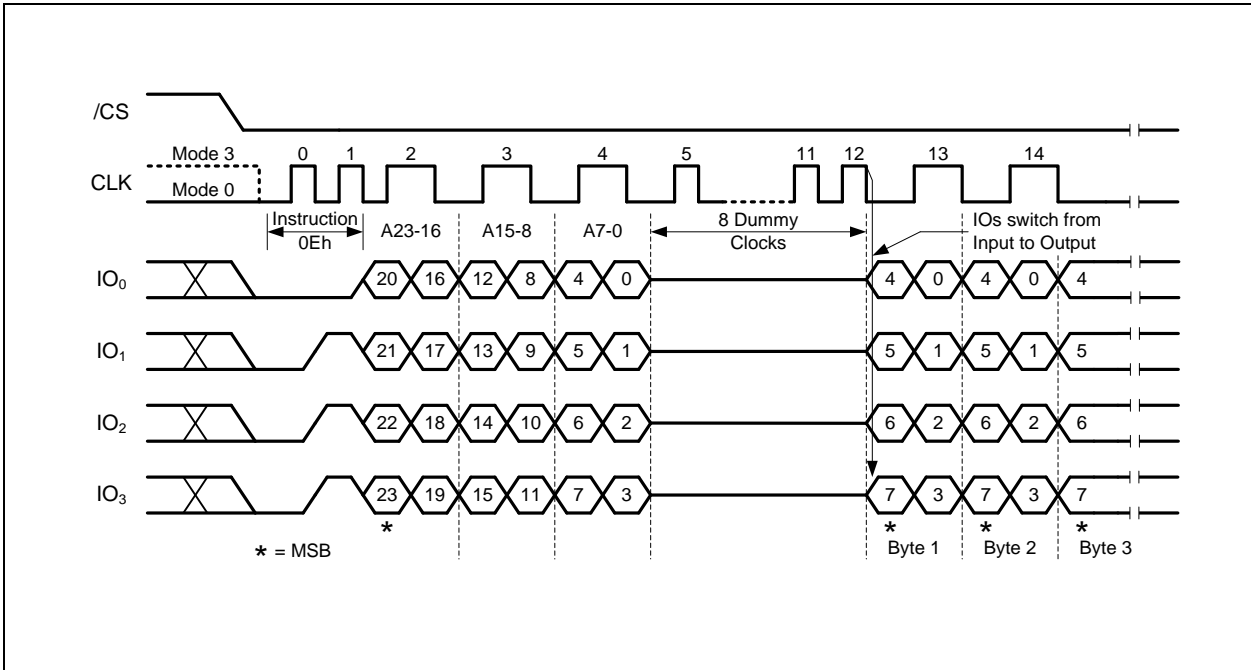 /CS
Mode 3 0 1 2 3 4 5 11 12 13 14
CLK
Mode 0
Instruction 8 Dummy IOs switch from
0Eh A23-16 A15-8 A7-0 Clocks Input to Output
IO0 20 16 12 8 4 0 4 0 4 0 4
IO1 21 17 13 9 5 1 5 1 5 1 5
IO2 22 18 14 10 6 2 6 2 6 2 6
IO3 23 19 15 11 7 3 7 3 7 3 7
* * * *
* = MSB Byte 1 Byte 2 Byte 3